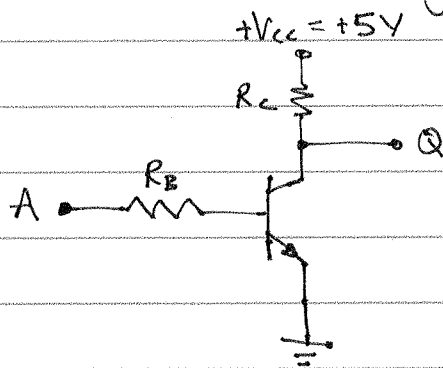 +Vcc = +5V
Rc
Q
RB
A